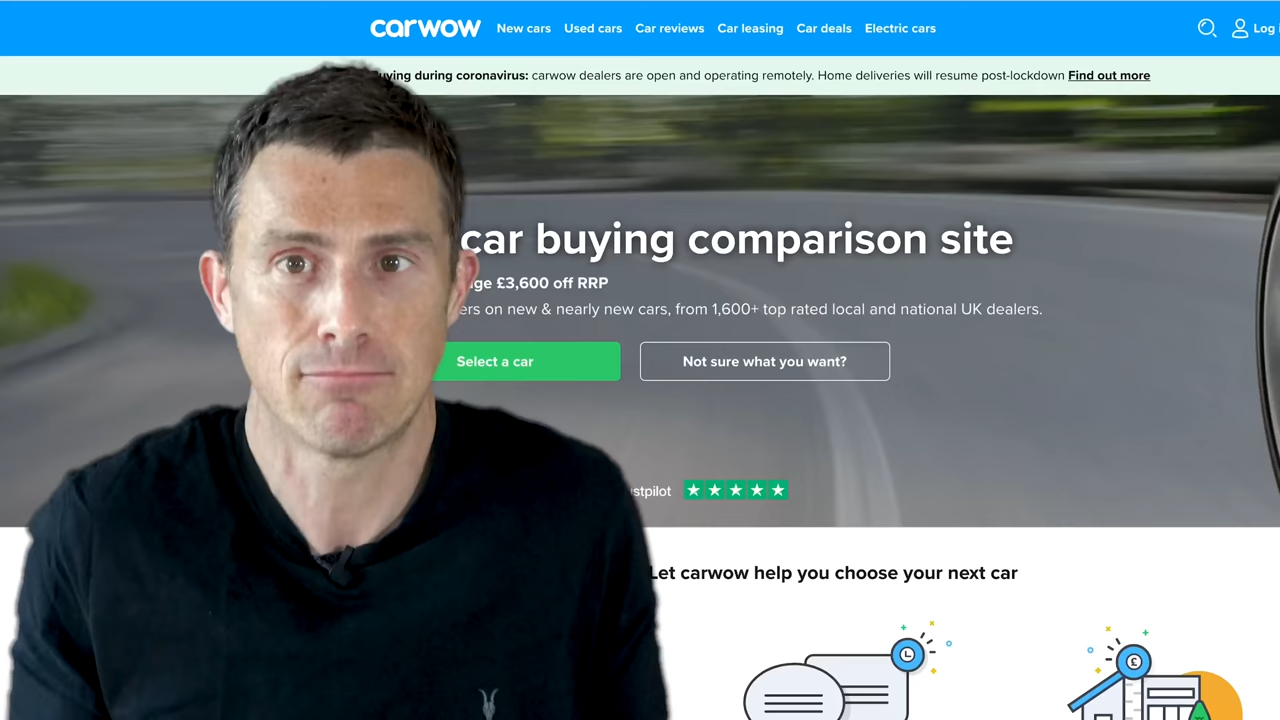 carwow New cars Used cars Car reviews Car leasing Car deals Electric cars Log
during coronavirus: carwow dealers are open and operating remotely. Home deliveries will resume post-lockdown Find out more
car buying comparison site
£3,600 off RRP
on new & nearly new cars, from 1,600+ top rated local and national UK dealers.
Select a car
Not sure what you want?
Let carwow help you choose your next car
£